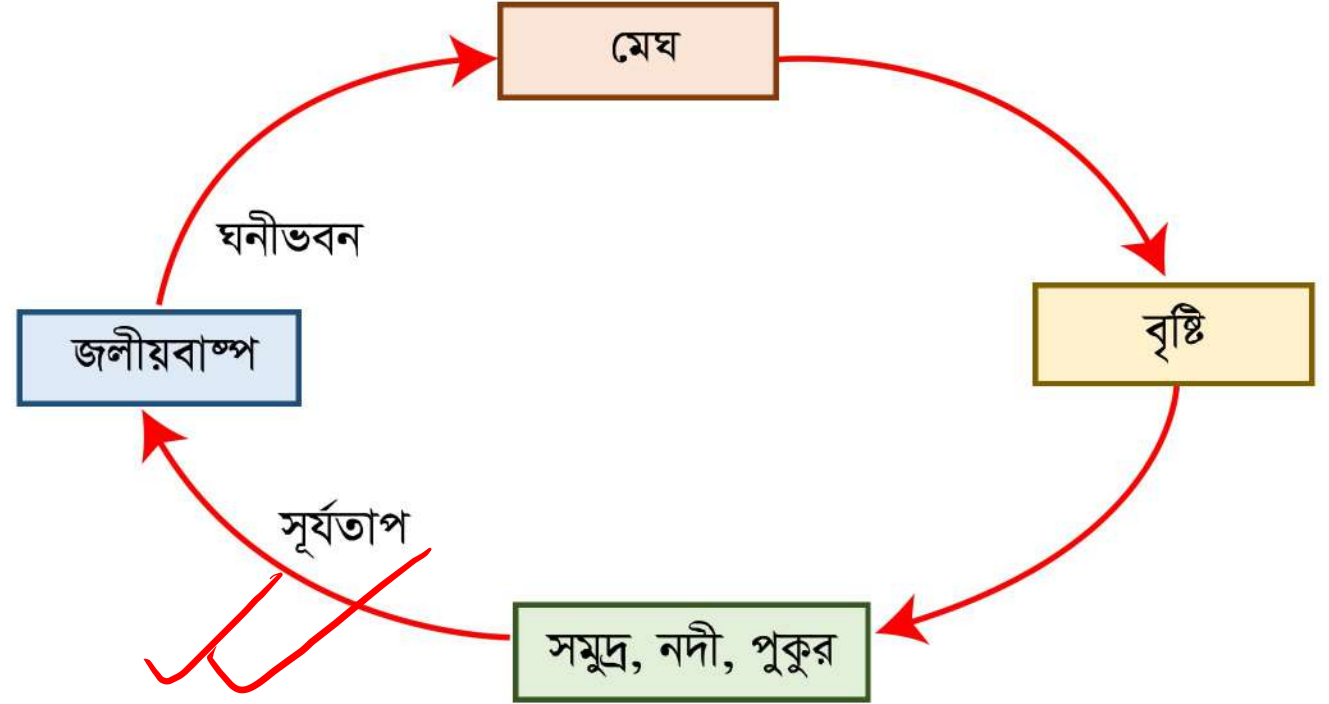 মেঘ
ঘনীভবন
বৃষ্টি
জলীয়বাষ্প
সূর্যতাপ
সমুদ্র, নদী, পুকুর